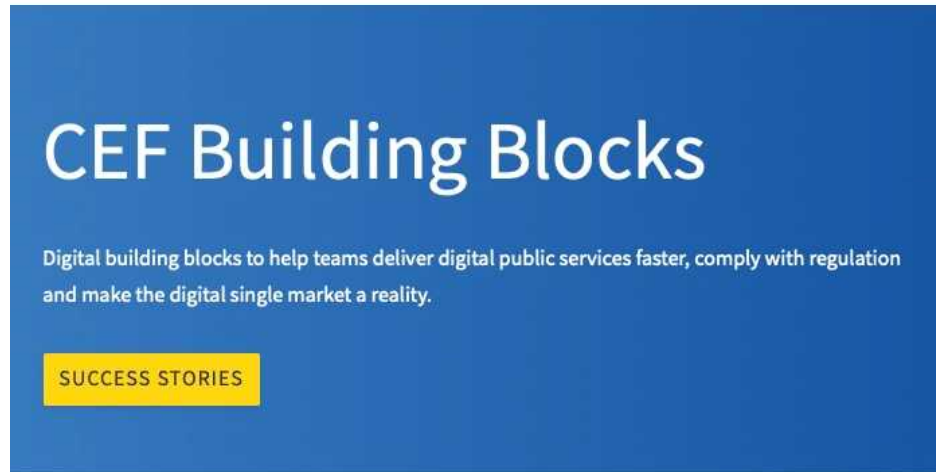 CEF Building Blocks
Digital building blocks to help teams deliver digital public services faster, comply with regulation
and make the digital single market a reality.
SUCCESS STORIES